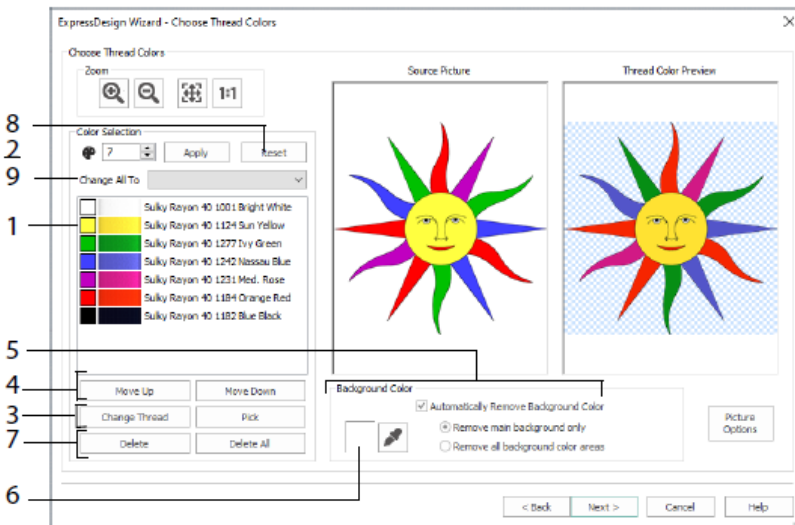 ExpressDesign Wizard - Choose Thread Colors
Choose Thread Colors
Zoom
1:1
Source Picture
Thread Color Preview
8
Color Selection
2
7
Apply
Reset
9
Change All To
1
Sulky Rayon 40 1001 Bright White
Sulky Rayon 40 1124 Sun Yellow
Sulky Rayon 40 1277 Ivy Green
Sulky Rayon 40 1242 Nassau Blue
Sulky Rayon 40 1231 Med. Rose
Sulky Rayon 40 1184 Orange Red
Sulky Rayon 40 1182 Blue Black
5
4
Move Up
Move Down
3
Change Thread
Pick
7
Delete
Delete All
Background Color
Automatically Remove Background Color
Remove main background only
Remove all background color areas
Picture
Options
6
< Back
Next >
Cancel
Help